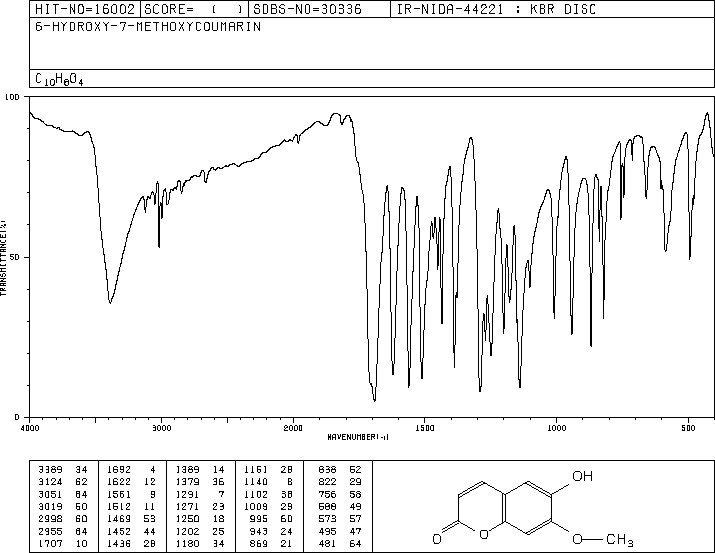 HIT-NO=16002 SCORE= ( ) SDBS-NO=30336 IR-NIDA-44221 : KBR DISC
6-HYDROXY-7-METHOXYCOUMARIN
C10H8O4
100
50
0
TRANSMITTANCE(%)
4000 3000 2000 1500 1000 500
WAVENUMBER(-1)
3389 34 1692 4 1389 14 1161 28 838 52
3124 62 1622 12 1379 36 1140 8 822 29
3051 64 1561 9 1291 7 1102 38 756 58
3019 50 1512 11 1271 23 1009 29 588 49
2998 60 1469 53 1250 18 995 60 573 57
2955 64 1452 44 1202 25 943 24 495 47
1707 10 1436 28 1180 34 869 21 481 64
OH
O O O CH3